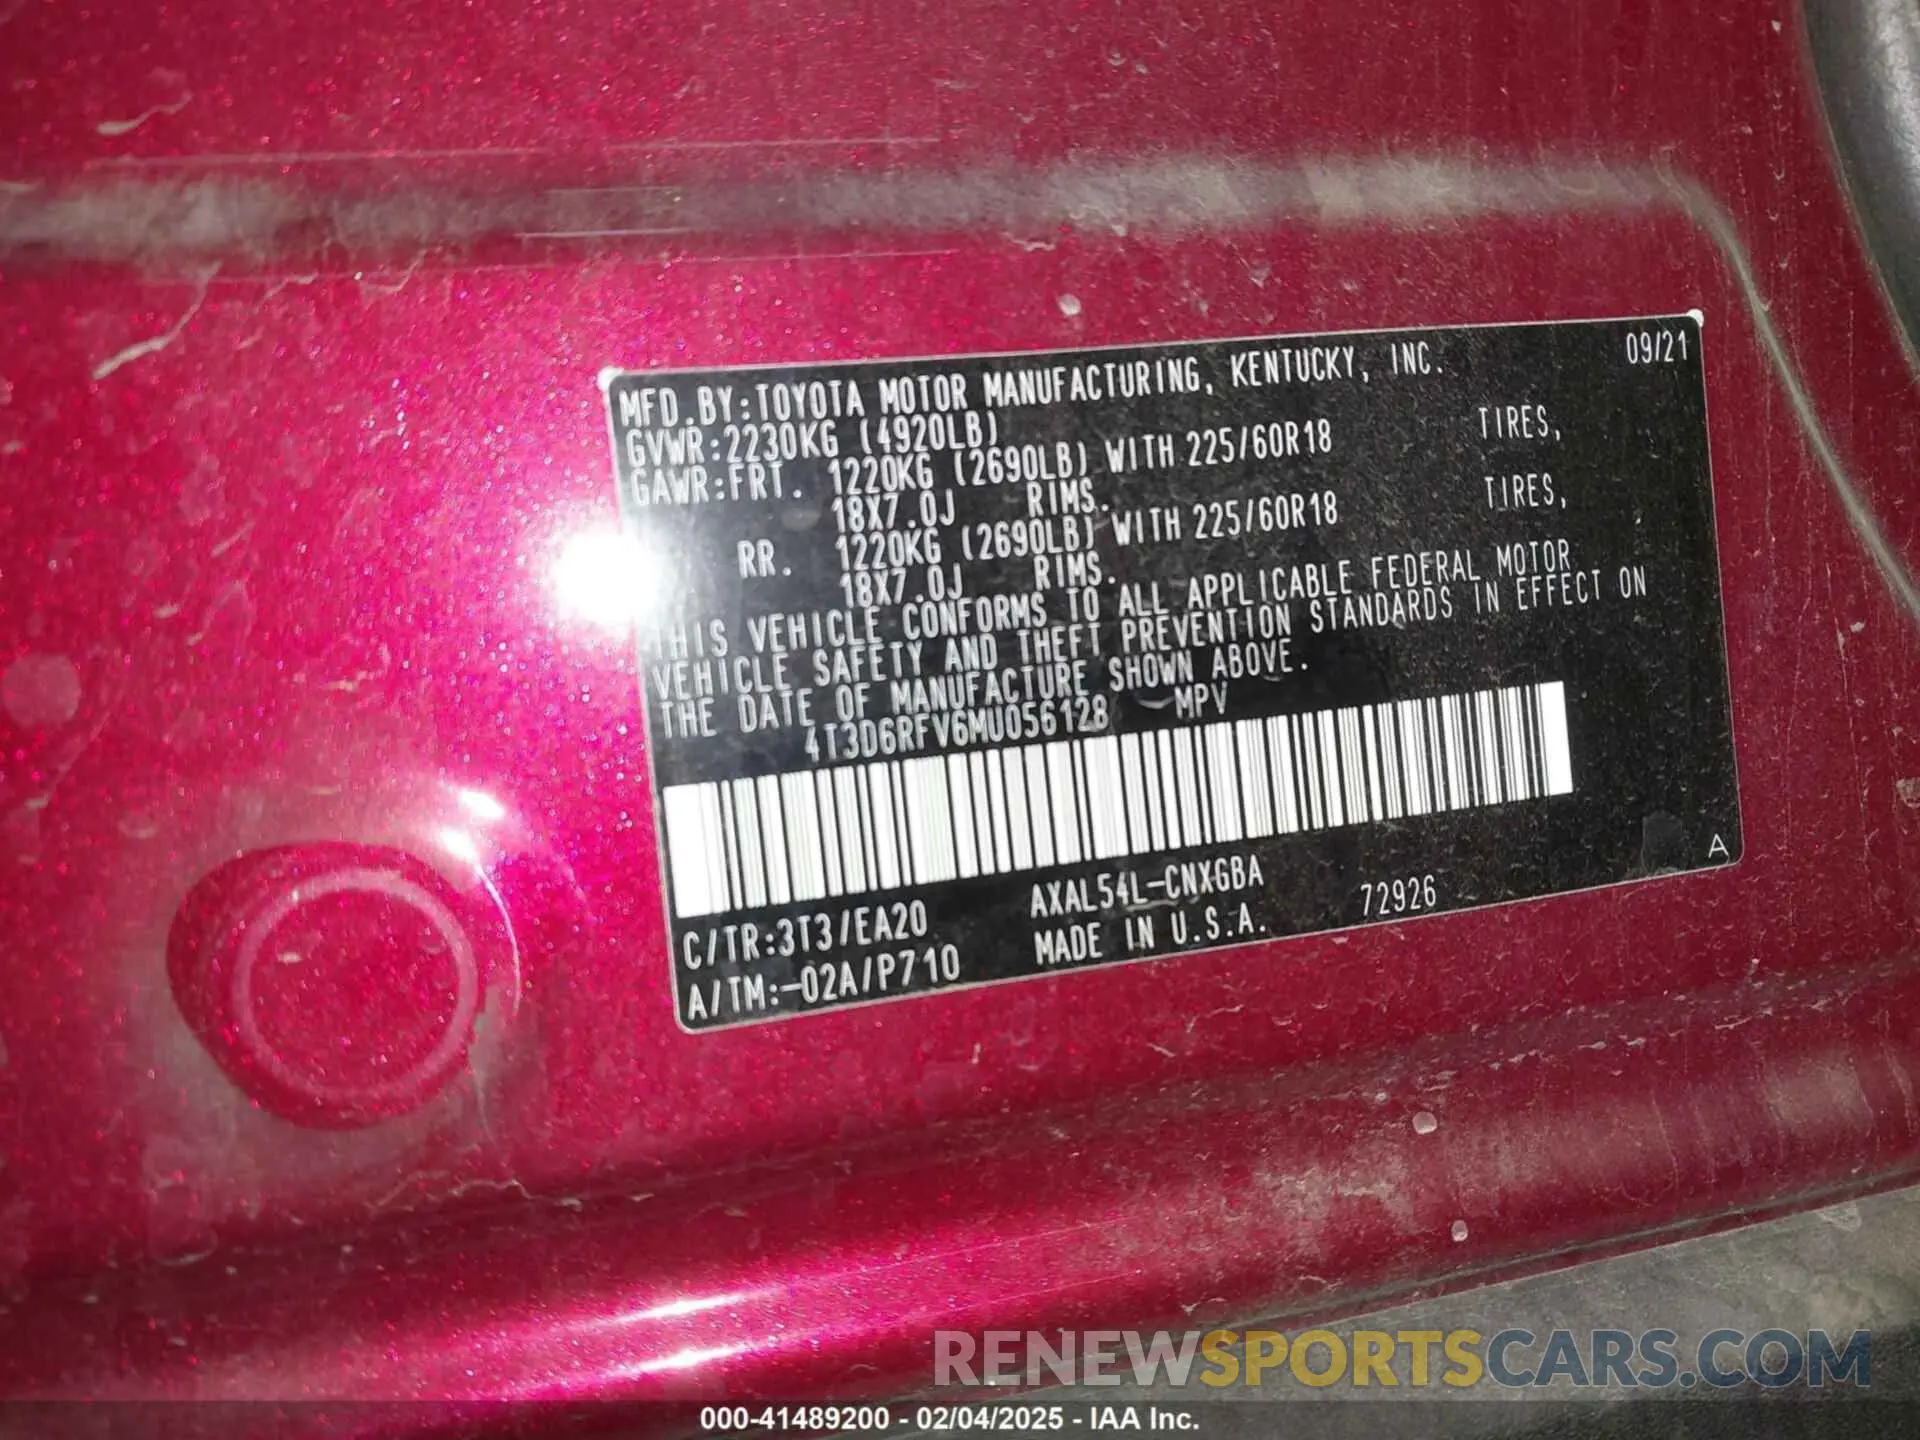 MFD.BY:TOYOTA MOTOR MANUFACTURING, KENTUCKY, INC. 09/21
GVWR:2230KG (4920LB)
GAWR:FRT. 1220KG (2690LB) WITH 225/60R18 TIRES,
18X7.0J RIMS.
RR. 1220KG (2690LB) WITH 225/60R18 TIRES,
18X7.0J RIMS.
THIS VEHICLE CONFORMS TO ALL APPLICABLE FEDERAL MOTOR
VEHICLE SAFETY AND THEFT PREVENTION STANDARDS IN EFFECT ON
THE DATE OF MANUFACTURE SHOWN ABOVE.
4T3D6RFV6MU056128 MPV
A
C/TR:3T3/EA20 AXAL54L-CNXGBA 72926
A/TM:-02A/P710 MADE IN U.S.A.
RENEWSPORTSCARS.COM
000-41489200 - 02/04/2025 - IAA Inc.